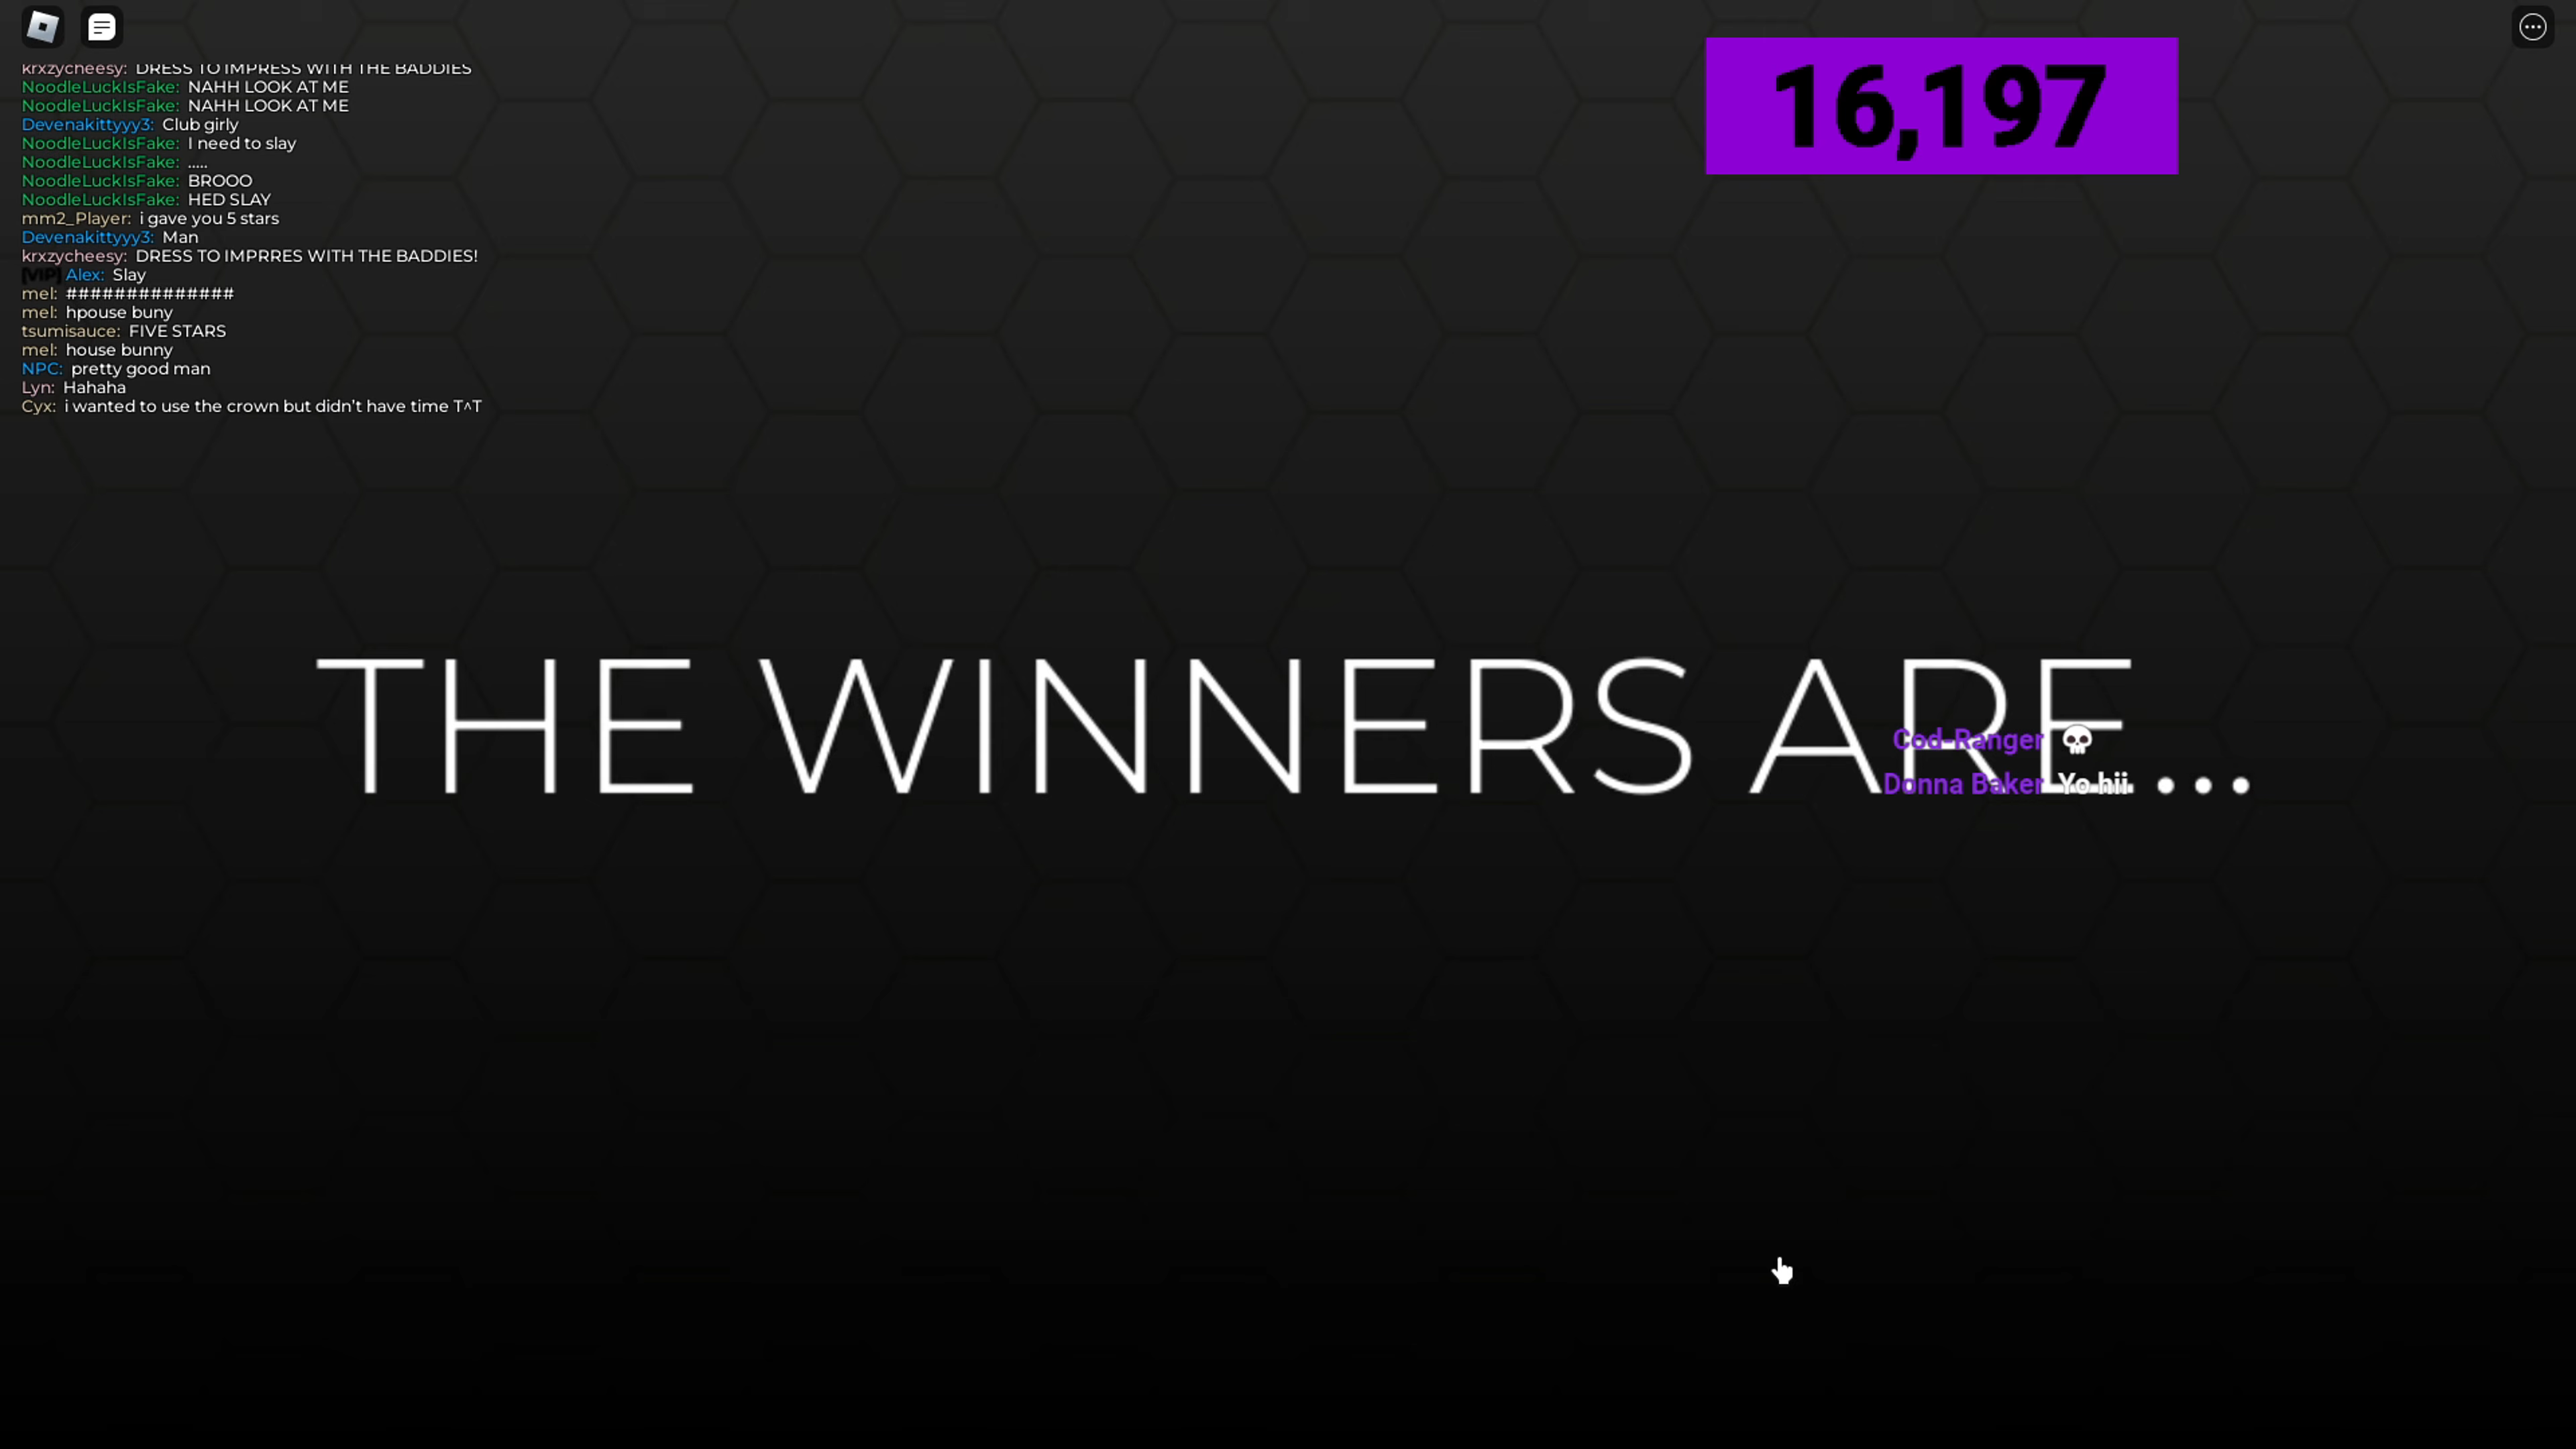 krxzycheesy: DRESS TO IMPRESS WITH THE BADDIES
NoodleLuckIsFake: NAHH LOOK AT ME
NoodleLuckIsFake: NAHH LOOK AT ME
Devenakittyyy3: Club girly
NoodleLuckIsFake: I need to slay
NoodleLuckIsFake: .....
NoodleLuckIsFake: BROOO
NoodleLuckIsFake: HED SLAY
mm2_Player: i gave you 5 stars
Devenakittyyy3: Man
krxzycheesy: DRESS TO IMPRRES WITH THE BADDIES!
[VIP] Alex: Slay
mel: ##############
mel: hpouse buny
tsumisauce: FIVE STARS
mel: house bunny
NPC: pretty good man
Lyn: Hahaha
Cyx: i wanted to use the crown but didn't have time T^T
16,197
THE WINNERS ARE...
Cod-Ranger 💀
Donna Baker Yo hii